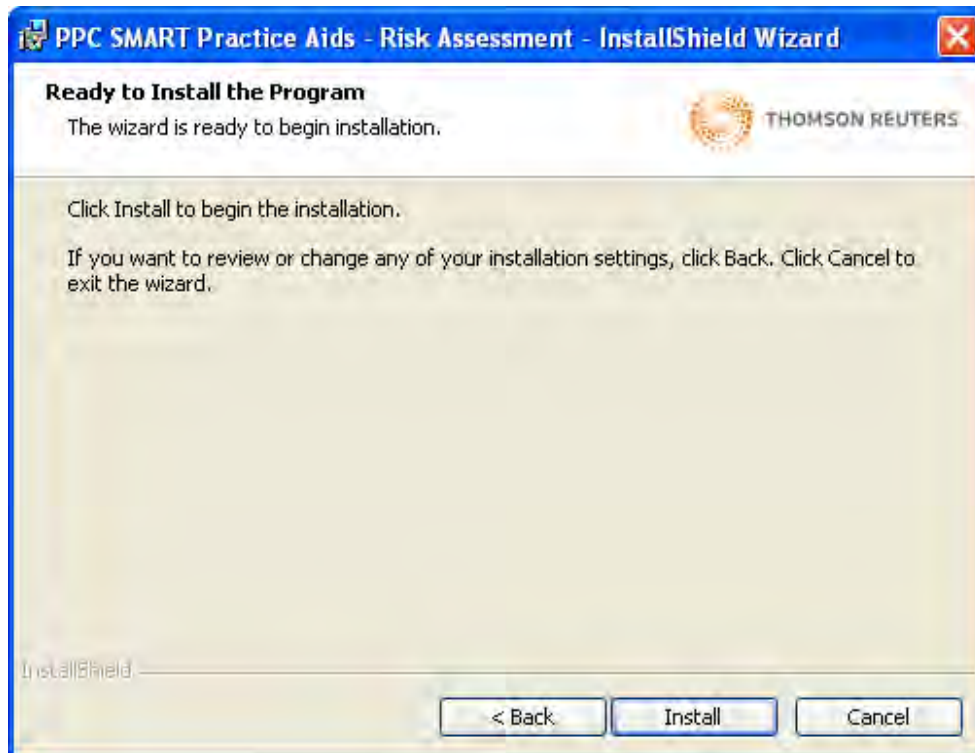 PPC SMART Practice Aids - Risk Assessment - InstallShield Wizard
Ready to Install the Program
The wizard is ready to begin installation.
THOMSON REUTERS
Click Install to begin the installation.
If you want to review or change any of your installation settings, click Back. Click Cancel to
exit the wizard.
InstallShield
< Back
Install
Cancel